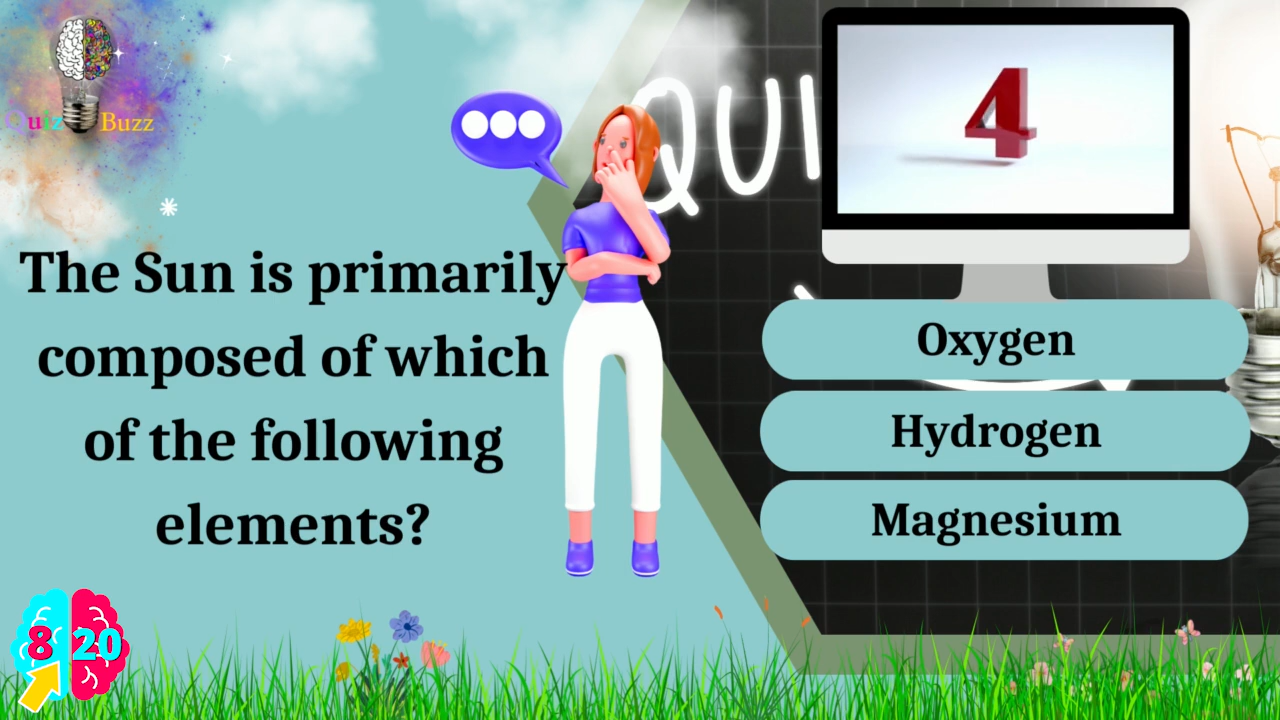 Quiz Buzz
QUI
4
The Sun is primarily
composed of which
of the following
elements?
Oxygen
Hydrogen
Magnesium
8 20